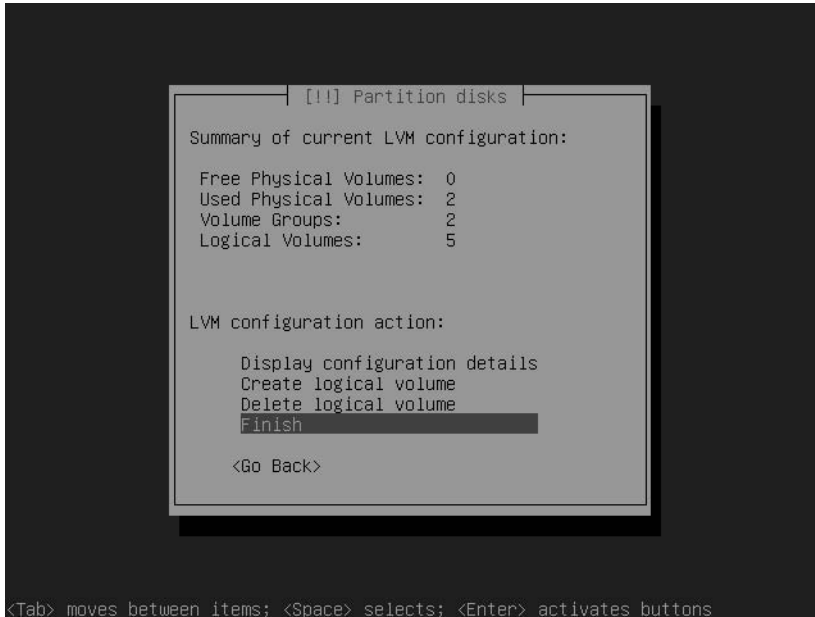 [!!] Partition disks
Summary of current LVM configuration:
Free Physical Volumes: 0
Used Physical Volumes: 2
Volume Groups: 2
Logical Volumes: 5
LVM configuration action:
Display configuration details
Create logical volume
Delete logical volume
Finish
<Go Back>
<Tab> moves between items; <Space> selects; <Enter> activates buttons